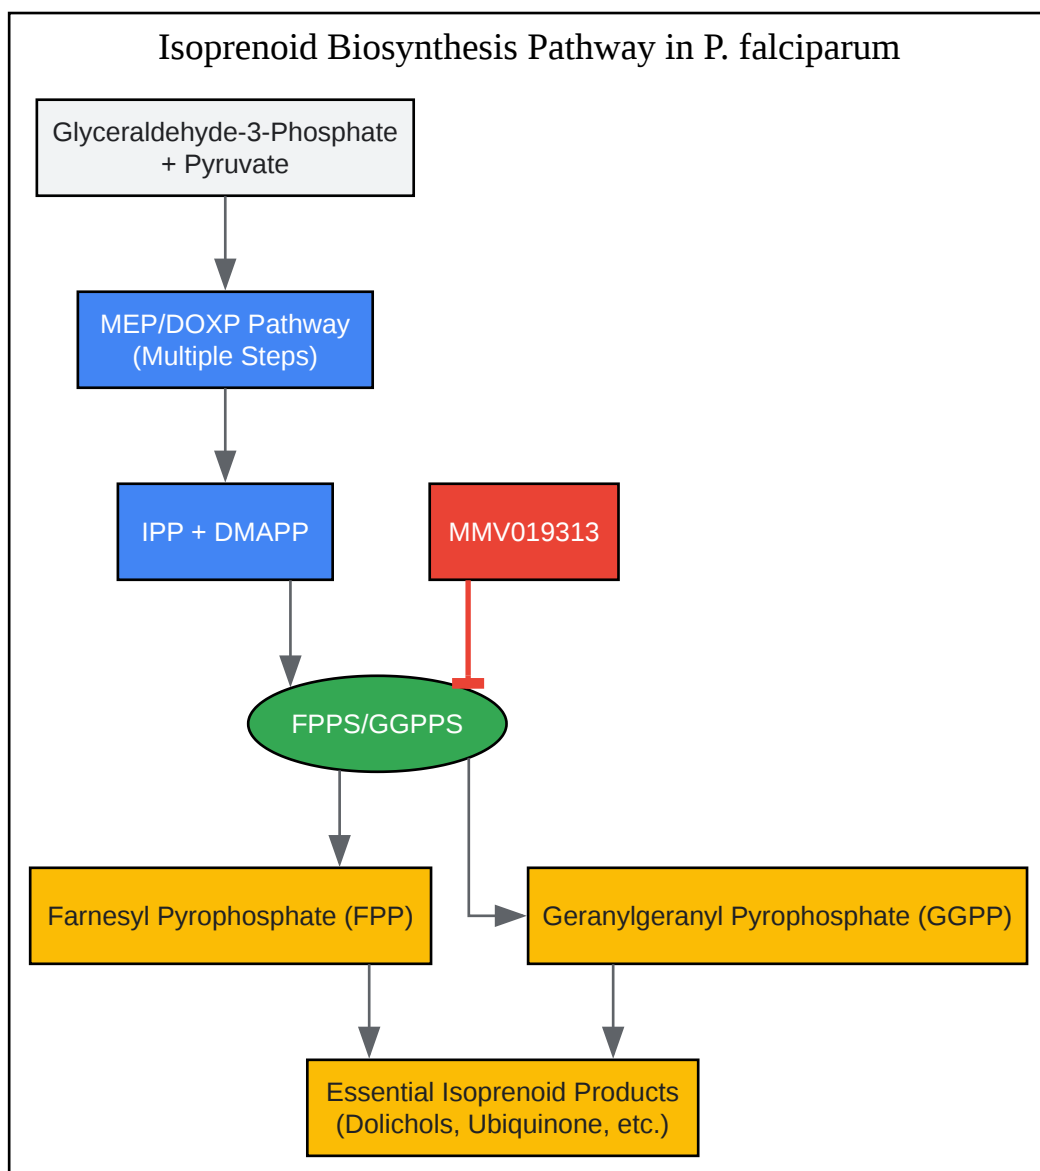 Isoprenoid Biosynthesis Pathway in P. falciparum
Glyceraldehyde-3-Phosphate
+ Pyruvate
MEP/DOXP Pathway
(Multiple Steps)
IPP + DMAPP
MMV019313
FPPS/GGPPS
Farnesyl Pyrophosphate (FPP)
Geranylgeranyl Pyrophosphate (GGPP)
Essential Isoprenoid Products
(Dolichols, Ubiquinone, etc.)